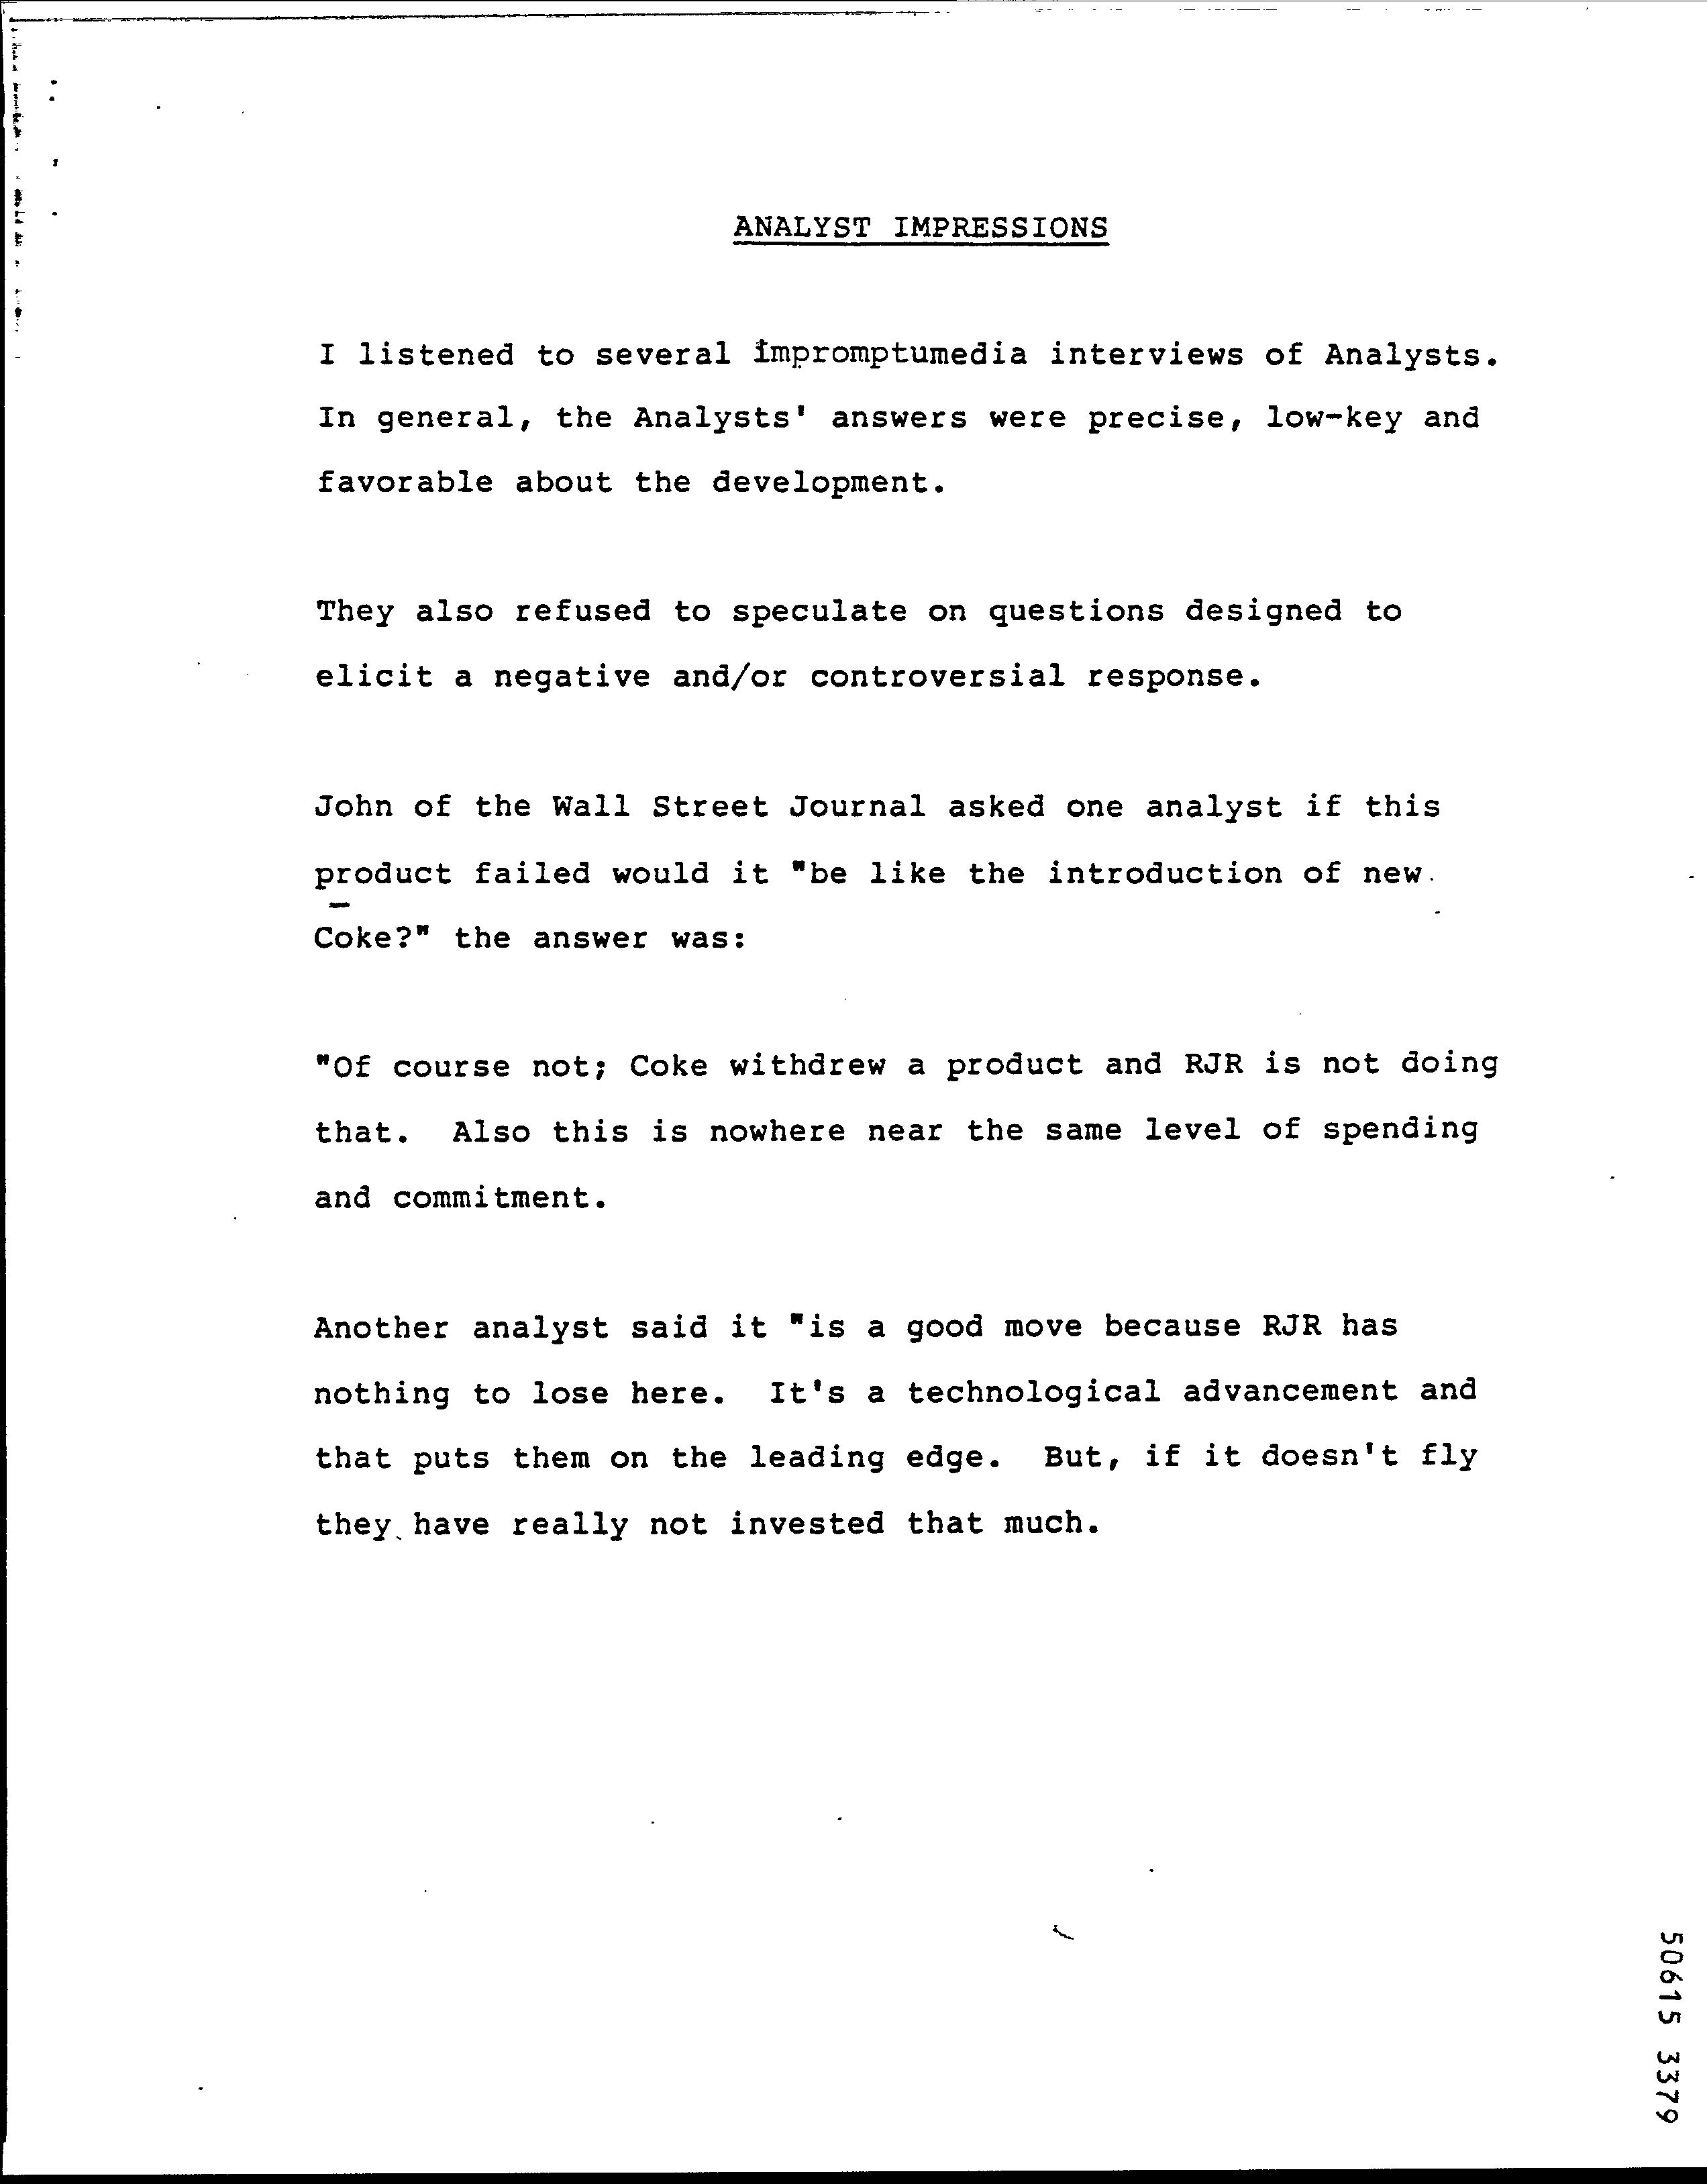 ANALYST IMPRESSIONS
I listened to several impromptumedia interviews of Analysts.
In general, the Analysts' answers were precise, low-key and
favorable about the development.
They also refused to speculate on questions designed to
elicit a negative and/or controversial response.
John of the Wall Street Journal asked one analyst if this
product failed would it "be like the introduction of new
Coke?" the answer was:
"Of course not; Coke withdrew a product and RJR is not doing
that. Also this is nowhere near the same level of spending
and commitment.
Another analyst said it "is a good move because RJR has
nothing to lose here. It's a technological advancement and
that puts them on the leading edge. But, if it doesn't fly
they have really not invested that much.
50615 3379